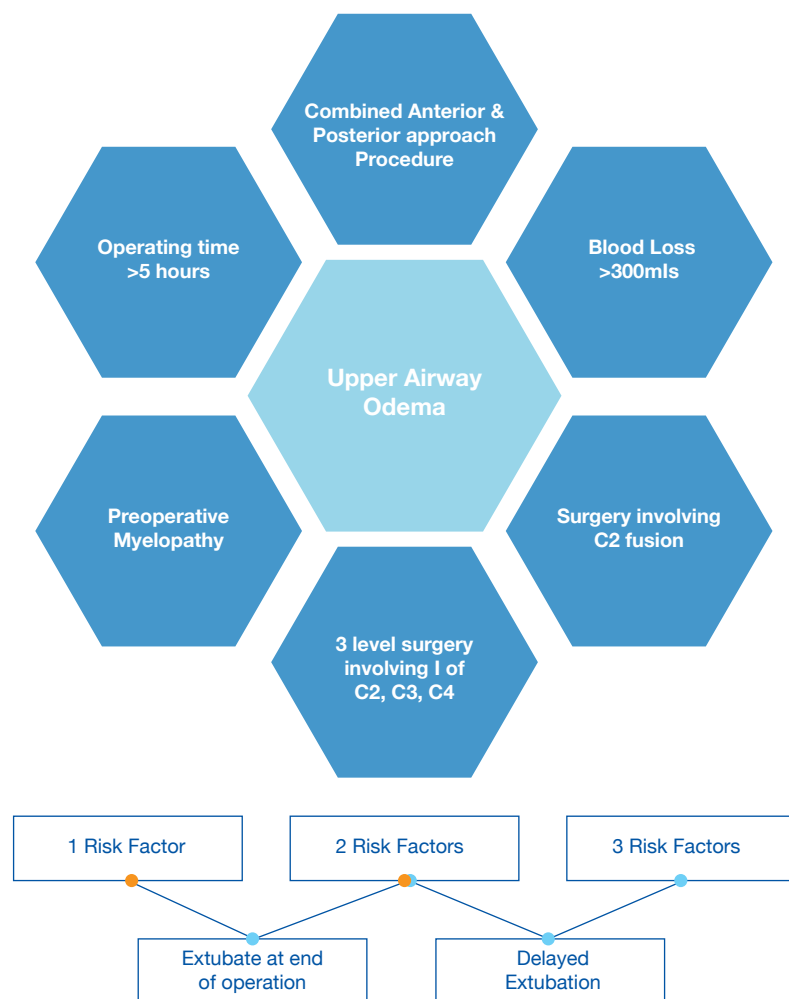 Combined Anterior &
Posterior approach
Procedure
Operating time
>5 hours
Blood Loss
>300mls
Upper Airway
Odema
Preoperative
Myelopathy
Surgery involving
C2 fusion
3 level surgery
involving I of
C2, C3, C4
1 Risk Factor
2 Risk Factors
3 Risk Factors
Extubate at end
of operation
Delayed
Extubation